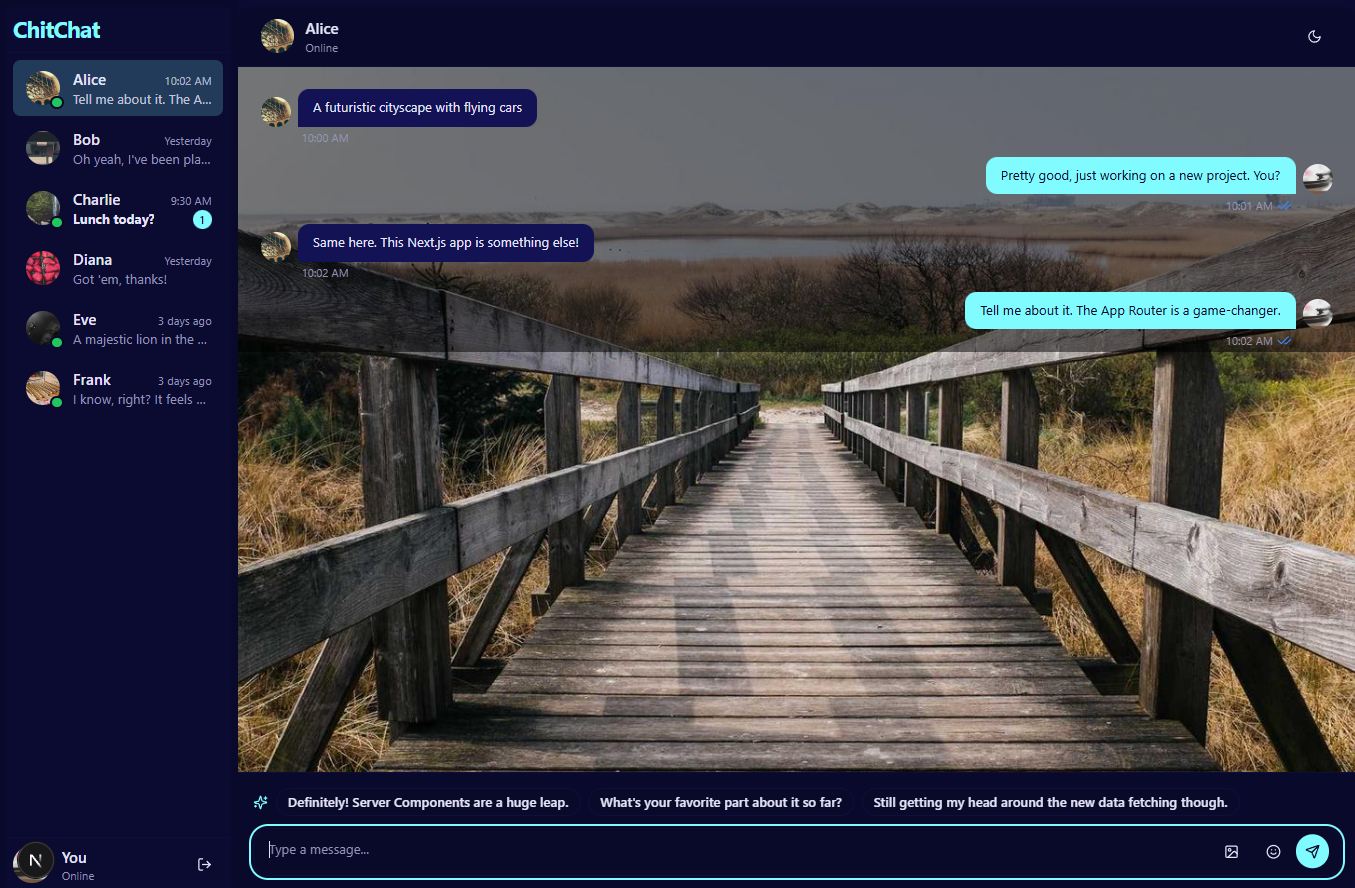 ChitChat
Alice 10:02 AM
Tell me about it. The A...
Bob Yesterday
Oh yeah, I've been pla...
Charlie 9:30 AM
Lunch today? 1
Diana Yesterday
Got 'em, thanks!
Eve 3 days ago
A majestic lion in the ...
Frank 3 days ago
I know, right? It feels ...
N
You
Online
Alice
Online
A futuristic cityscape with flying cars
10:00 AM
Pretty good, just working on a new project. You?
10:01 AM
Same here. This Next.js app is something else!
10:02 AM
Tell me about it. The App Router is a game-changer.
10:02 AM
Definitely! Server Components are a huge leap. What's your favorite part about it so far? Still getting my head around the new data fetching though.
Type a message...